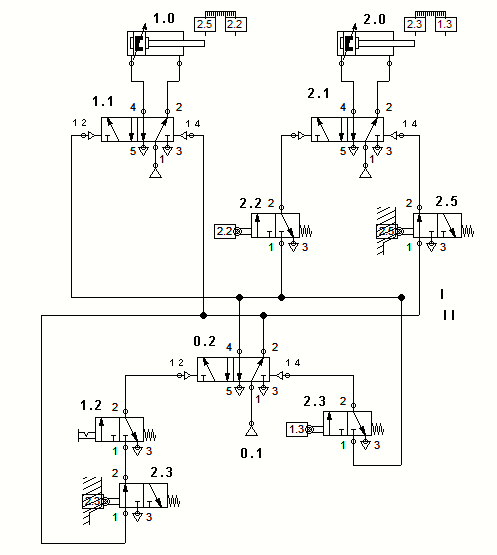 1.0 2.5 2.2 2.0 2.3 1.3
1.1 4 2 2.1 4 2
1 2 1 4 1 4
5 1 3 5 1 3
2.2 2 2 2.5
2.2 2.5
1 3 1 3
I
II
0.2 4 2
1 2 1 4
5 1 3
1.2 2 0.1 2.3 2
1.3
1 3 1 3
2 2.3
2.3
1 3